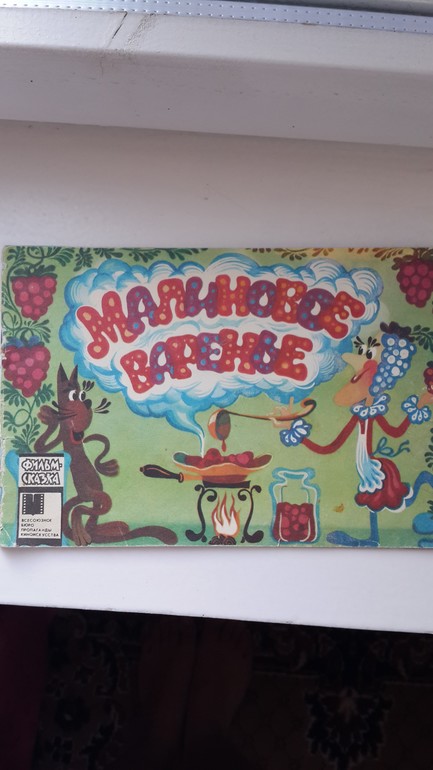 МАЛИНОВОЕ
ВАРЕНЬЕ
ФИЛЬМ-
СКАЗКА
ВСЕСОЮЗНОЕ
БЮРО
ПРОПАГАНДЫ
КИНОИСКУССТВА